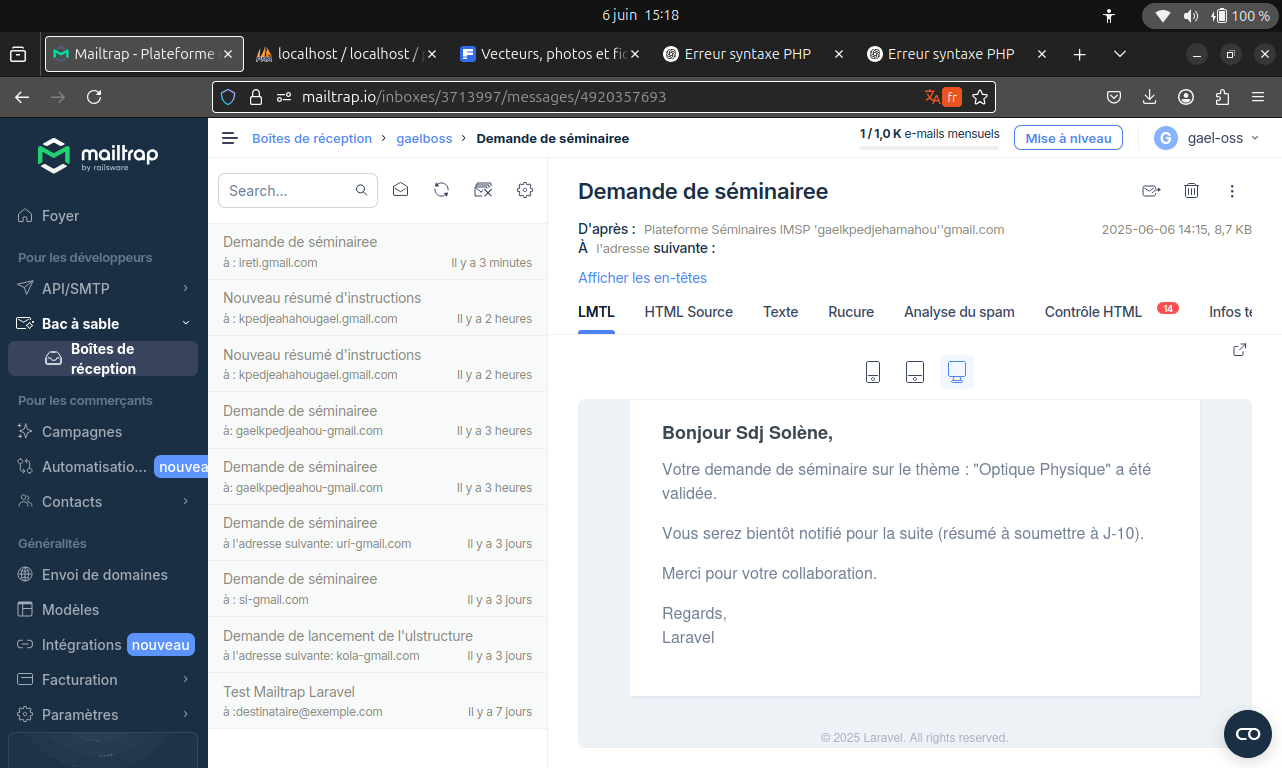 6 juin 15:18
100 %
Mailtrap - Plateforme
localhost / localhost /
Vecteurs, photos et fic
Erreur syntaxe PHP
Erreur syntaxe PHP
mailtrap.io/inboxes/3713997/messages/4920357693
fr
mailtrap
by railsware
Foyer
Pour les développeurs
API/SMTP
Bac à sable
Boîtes de
réception
Pour les commerçants
Campagnes
Automatisatio... nouvea
Contacts
Généralités
Envoi de domaines
Modèles
Intégrations nouveau
Facturation
Paramètres
Boîtes de réception > gaelboss > Demande de séminairee
1 / 1,0 K e-mails mensuels
Mise à niveau
G gael-oss
Search...
Demande de séminairee
à : ireti.gmail.com Il y a 3 minutes
Nouveau résumé d'instructions
à : kpedjeahahougael.gmail.com Il y a 2 heures
Nouveau résumé d'instructions
à : kpedjeahahougael.gmail.com Il y a 2 heures
Demande de séminairee
à: gaelkpedjeahou-gmail.com Il y a 3 heures
Demande de séminairee
à: gaelkpedjeahou-gmail.com Il y a 3 heures
Demande de séminairee
à l'adresse suivante: uri-gmail.com Il y a 3 jours
Demande de séminairee
à : si-gmail.com Il y a 3 jours
Demande de lancement de l'ulstructure
à l'adresse suivante: kola-gmail.com Il y a 3 jours
Test Mailtrap Laravel
à :destinataire@exemple.com Il y a 7 jours
Demande de séminairee
D'après : Plateforme Séminaires IMSP 'gaelkpedjehamahou''gmail.com 2025-06-06 14:15, 8,7 KB
À l'adresse suivante :
Afficher les en-têtes
LMTL HTML Source Texte Rucure Analyse du spam Contrôle HTML 14 Infos te
Bonjour Sdj Solène,
Votre demande de séminaire sur le thème : "Optique Physique" a été
validée.
Vous serez bientôt notifié pour la suite (résumé à soumettre à J-10).
Merci pour votre collaboration.
Regards,
Laravel
© 2025 Laravel. All rights reserved.